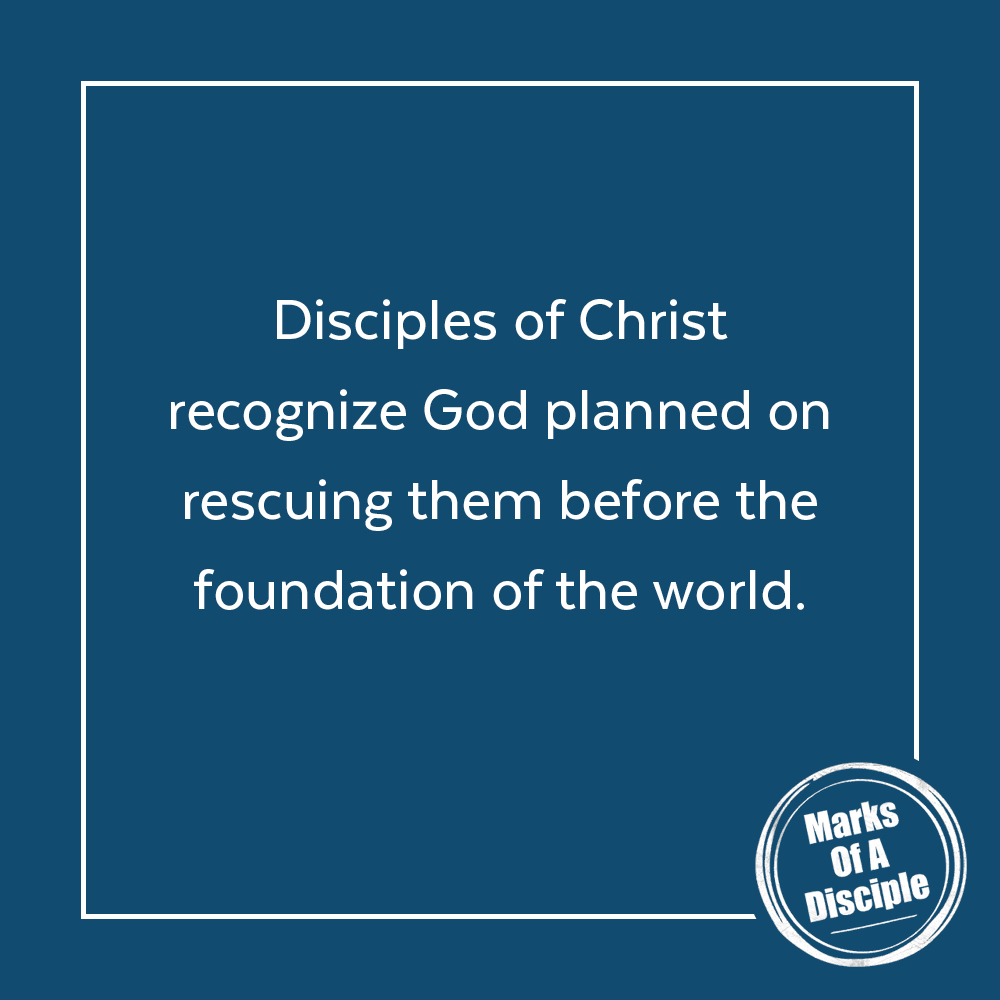 Disciples of Christ
recognize God planned on
rescuing them before the
foundation of the world.
Marks
Of A
Disciple